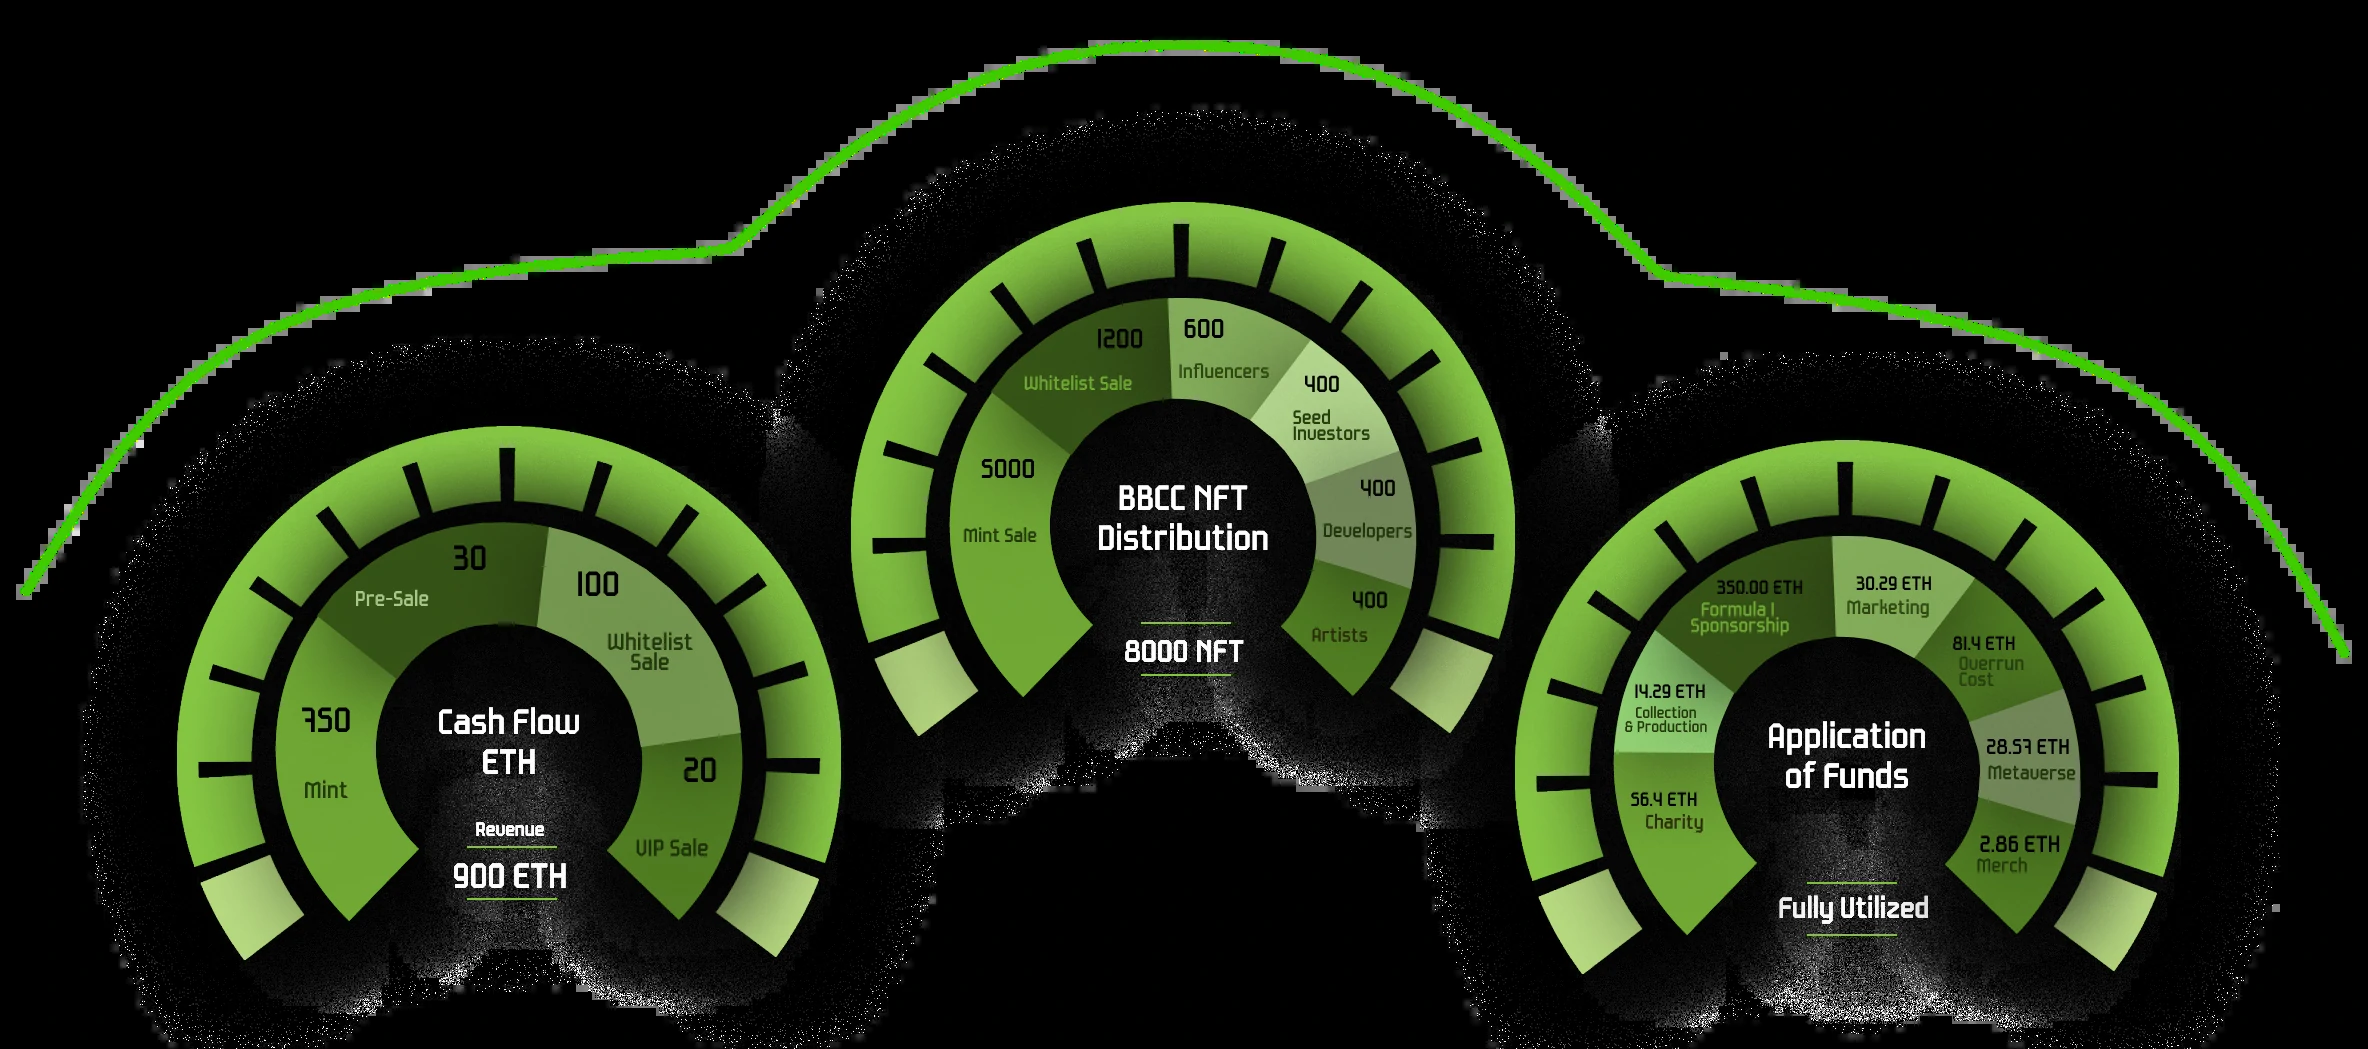 Cash Flow
ETH
750
Mint
30
Pre-Sale
100
Whitelist
Sale
20
VIP Sale
Revenue
900 ETH
BBCC NFT
Distribution
5000
Mint Sale
1200
Whitelist Sale
600
Influencers
400
Seed
Investors
400
Developers
400
Artists
8000 NFT
Application
of Funds
56.4 ETH
Charity
14.29 ETH
Collection
& Production
350.00 ETH
Formula 1
Sponsorship
30.29 ETH
Marketing
81.4 ETH
Overrun
Cost
28.57 ETH
Metaverse
2.86 ETH
Merch
Fully Utilized